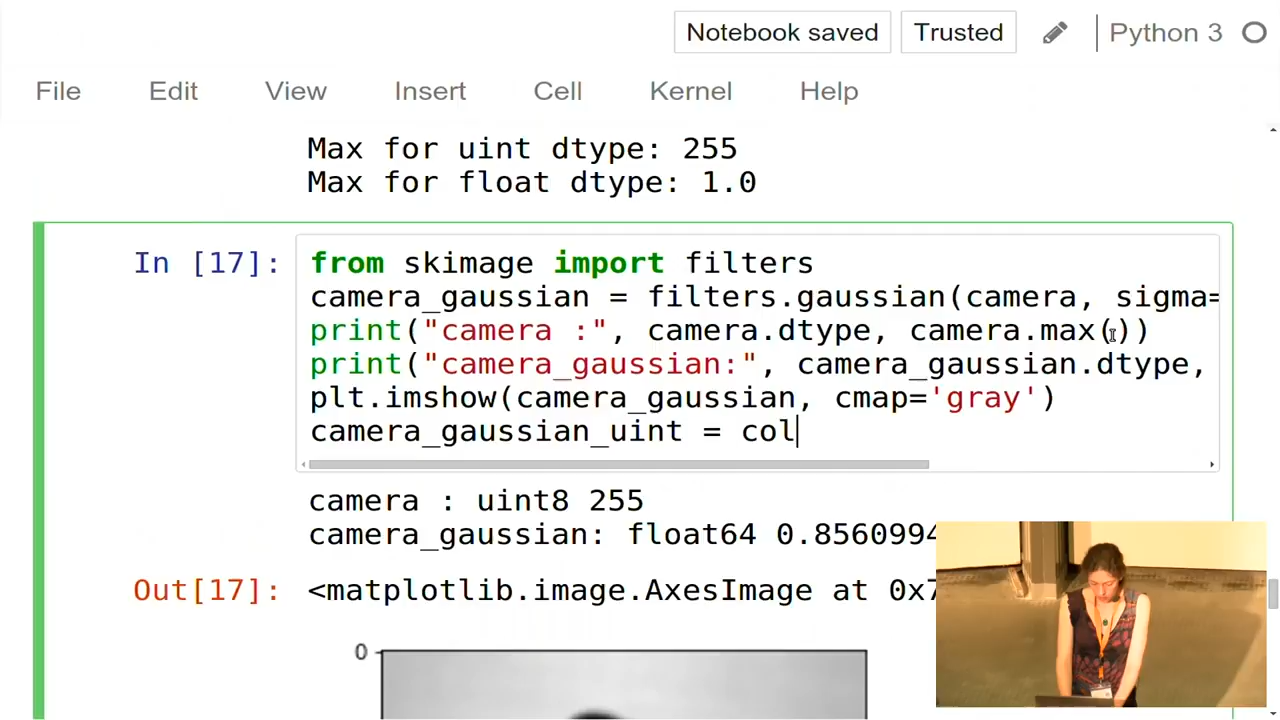 Notebook saved Trusted Python 3
File Edit View Insert Cell Kernel Help
Max for uint dtype: 255
Max for float dtype: 1.0
In [17]:
from skimage import filters
camera_gaussian = filters.gaussian(camera, sigma=
print("camera :", camera.dtype, camera.max())
print("camera_gaussian:", camera_gaussian.dtype,
plt.imshow(camera_gaussian, cmap='gray')
camera_gaussian_uint = col
camera : uint8 255
camera_gaussian: float64 0.8560994
Out[17]: <matplotlib.image.AxesImage at 0x7
0